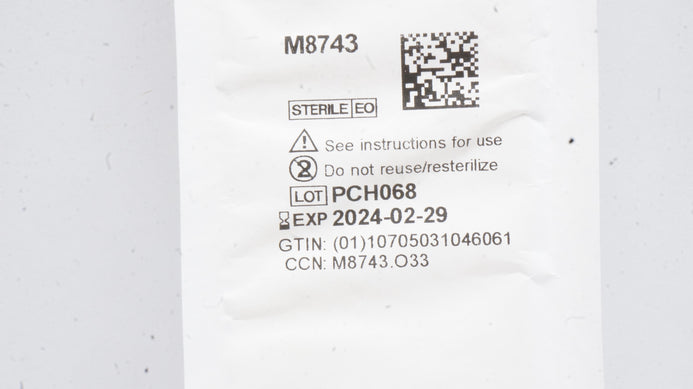 M8743
STERILE EO
See instructions for use
Do not reuse/resterilize
LOT PCH068
EXP 2024-02-29
GTIN: (01)10705031046061
CCN: M8743.O33